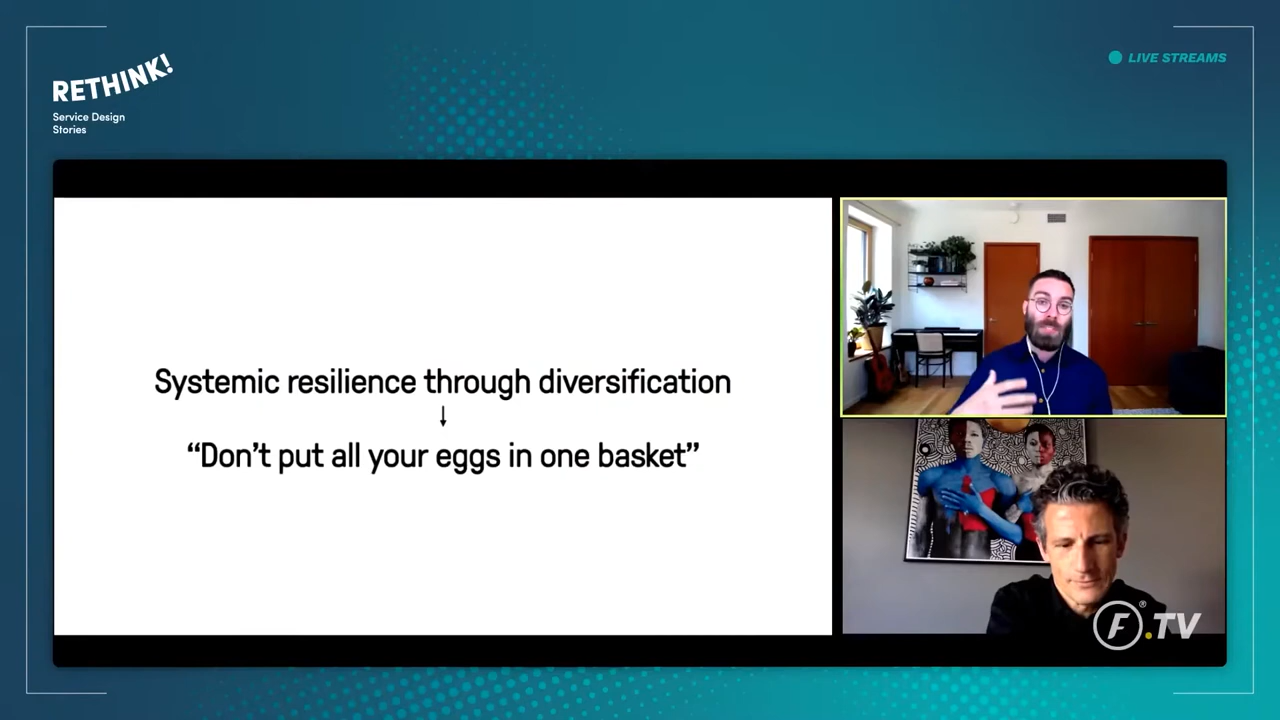 RETHINK!
Service Design
Stories
LIVE STREAMS
Systemic resilience through diversification
↓
“Don’t put all your eggs in one basket”
F®.TV